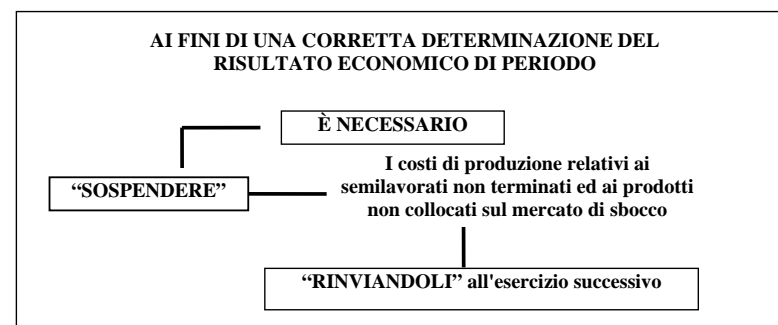 AI FINI DI UNA CORRETTA DETERMINAZIONE DEL
RISULTATO ECONOMICO DI PERIODO
È NECESSARIO
“SOSPENDERE”
I costi di produzione relativi ai
semilavorati non terminati ed ai prodotti
non collocati sul mercato di sbocco
“RINVIANDOLI” all'esercizio successivo